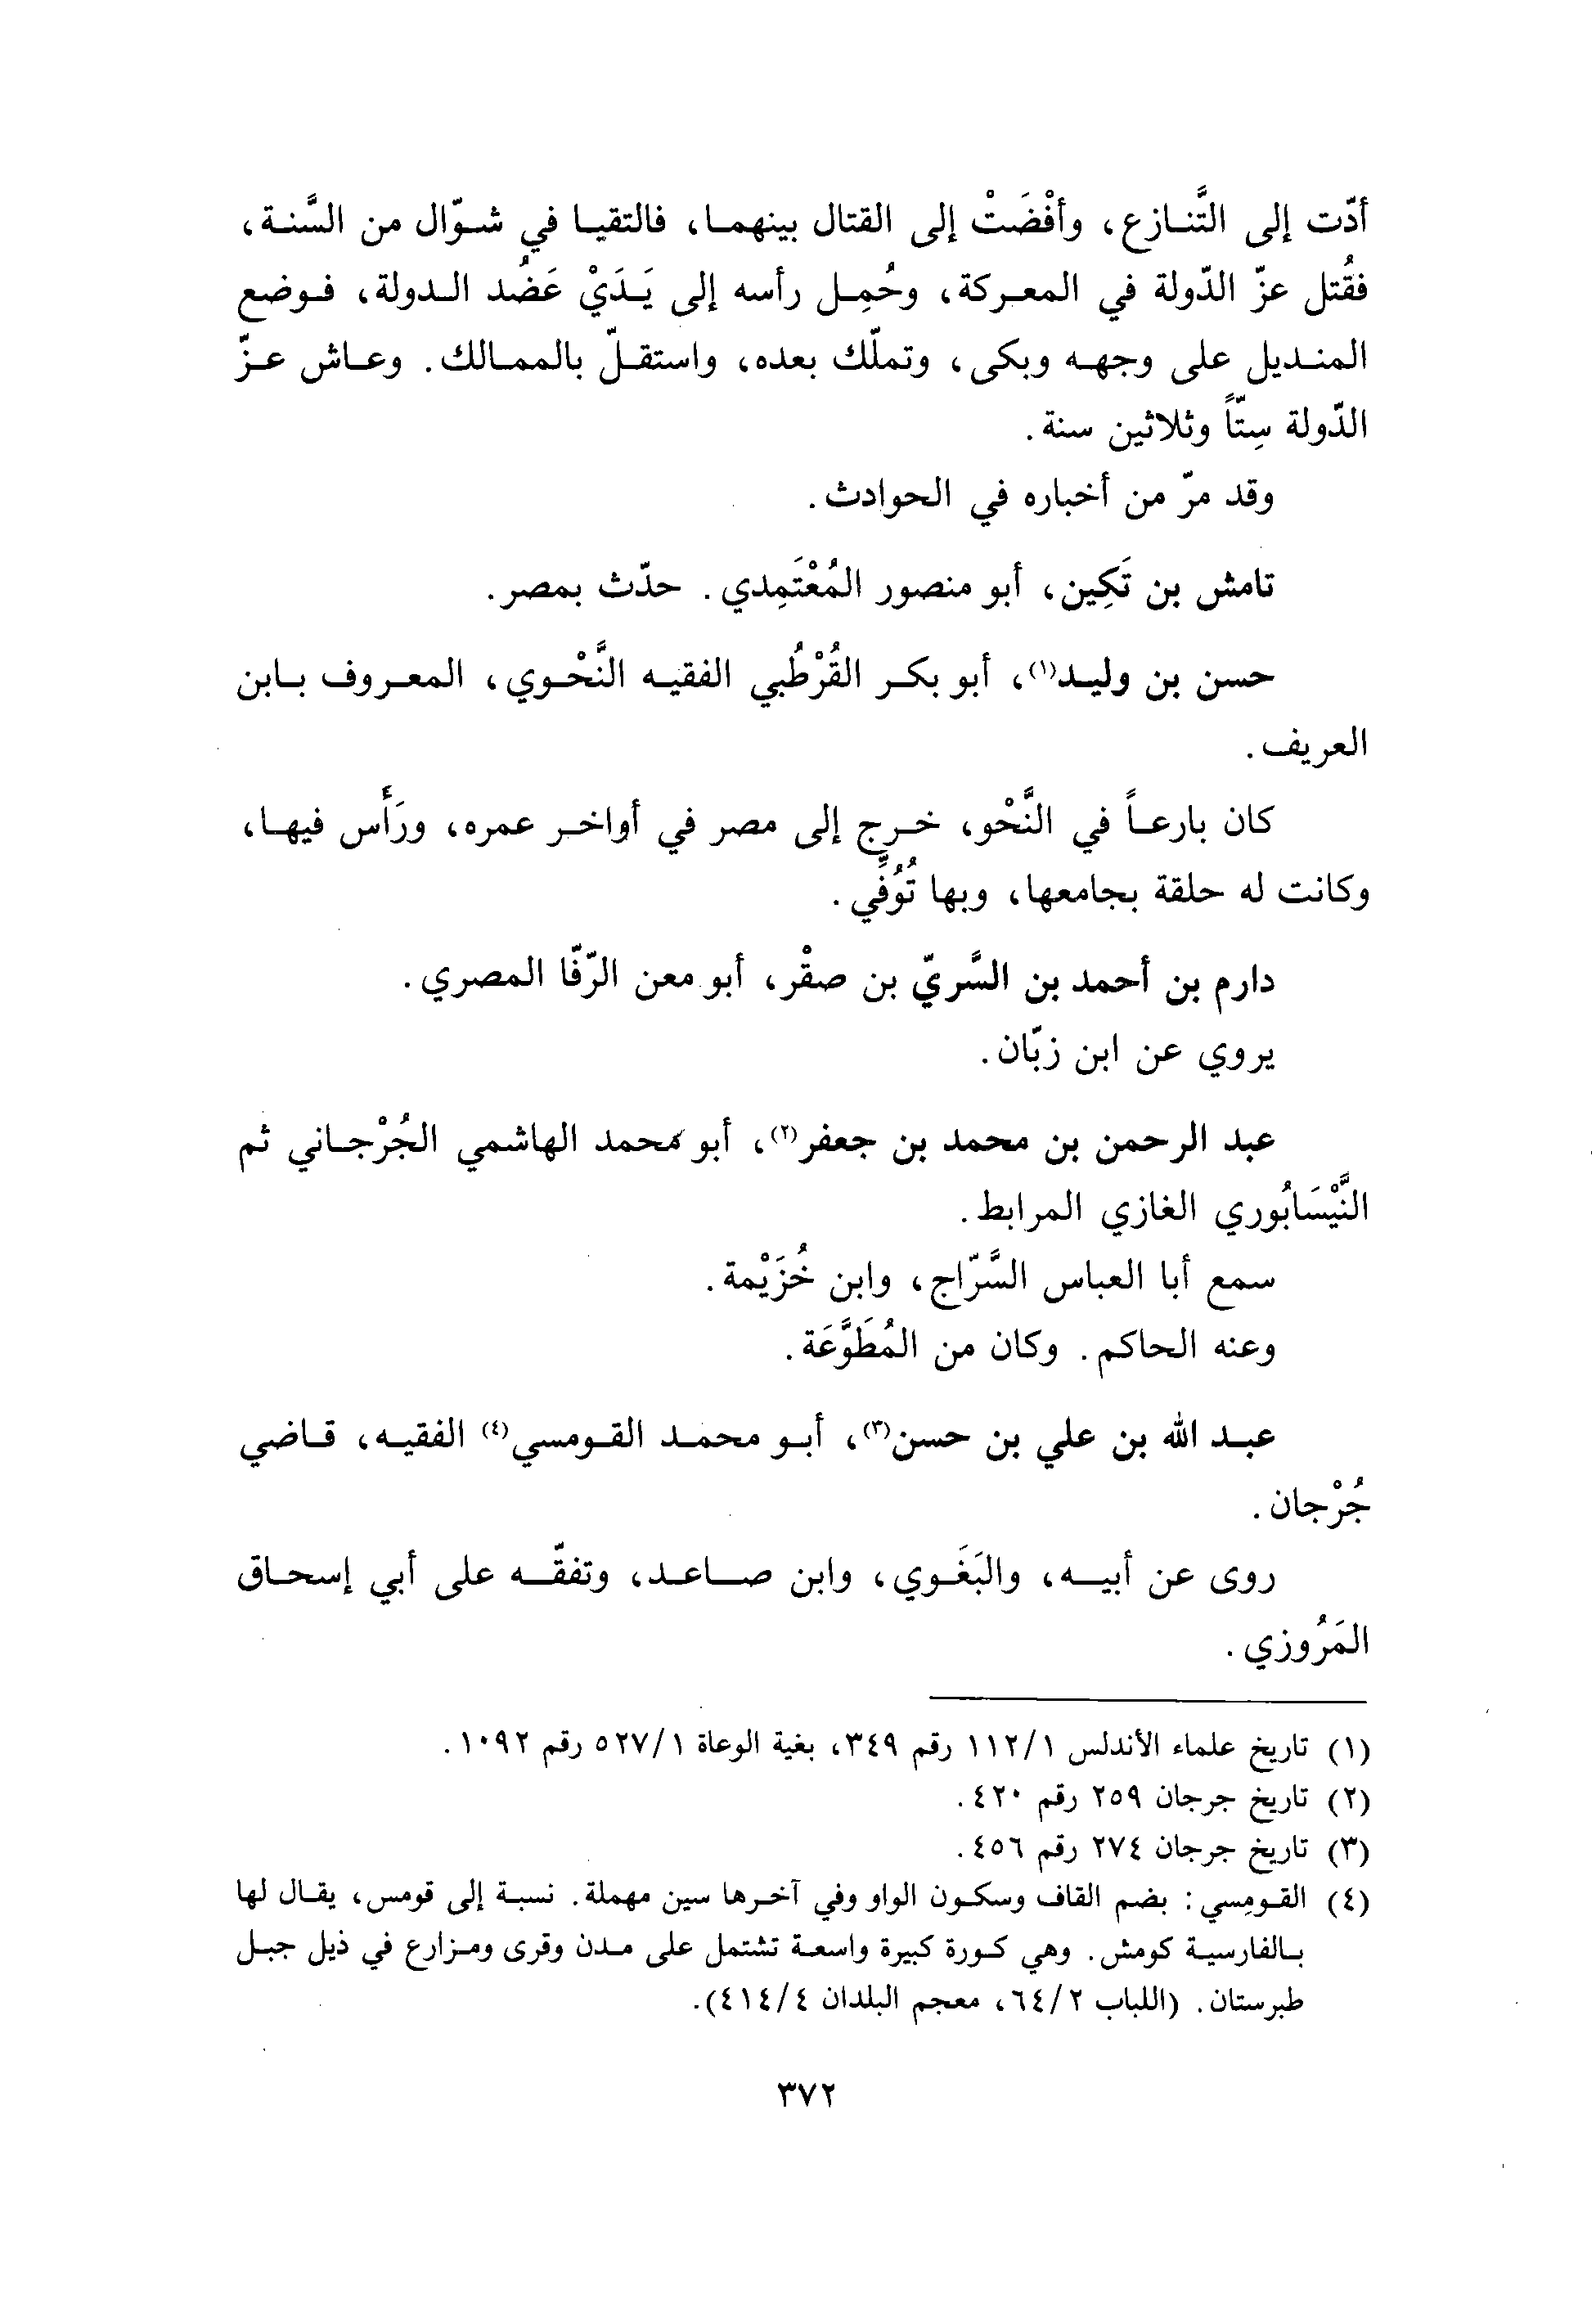 أدّت إلى التَّنازع، وأفْضَتْ إلى القتال بينهما، فالتقيا في شوّال من السَّنة،
فقُتل عزّ الدّولة في المعركة، وحُمِل رأسه إلى يَدَيْ عَضُد الدولة، فوضع
المنديل على وجهه وبكى، وتملّك بعده، واستقلّ بالممالك. وعاش عزّ
الدّولة سِتّاً وثلاثين سنة.
وقد مرّ من أخباره في الحوادث.
تامش بن تَكِين، أبو منصور المُعْتَمِدي. حدّث بمصر.
حسن بن وليد(١)، أبو بكر القُرْطُبي الفقيه النَّحْوي، المعروف بابن
العريف.
كان بارعاً في النَّحْو، خرج إلى مصر في أواخر عمره، ورَأَس فيها،
وكانت له حلقة بجامعها، وبها تُوُفِّي.
دارم بن أحمد بن السَّريّ بن صقْر، أبو معن الرّفّا المصري.
يروي عن ابن زبّان.
عبد الرحمن بن محمد بن جعفر(٢)، أبو محمد الهاشمي الجُرْجاني ثم
النَّيْسَابُوري الغازي المرابط.
سمع أبا العباس السَّرّاج، وابن خُزَيْمة.
وعنه الحاكم. وكان من المُطَوَّعَة.
عبد الله بن علي بن حسن(٣)، أبو محمد القومسي(٤) الفقيه، قاضي
جُرْجان.
روى عن أبيه، والبَغَوي، وابن صاعد، وتفقّه على أبي إسحاق
المَرُوزي.
(١) تاريخ علماء الأندلس ١١٢/١ رقم ٣٤٩، بغية الوعاة ٥٢٧/١ رقم ١٠٩٢.
(٢) تاريخ جرجان ٢٥٩ رقم ٤٢٠.
(٣) تاريخ جرجان ٢٧٤ رقم ٤٥٦.
(٤) القومِسي: بضم القاف وسكون الواو وفي آخرها سين مهملة. نسبة إلى قومس، يقال لها
بالفارسية كومش. وهي كورة كبيرة واسعة تشتمل على مدن وقرى ومزارع في ذيل جبل
طبرستان. (اللباب ٦٤/٢، معجم البلدان ٤١٤/٤).
٣٧٢